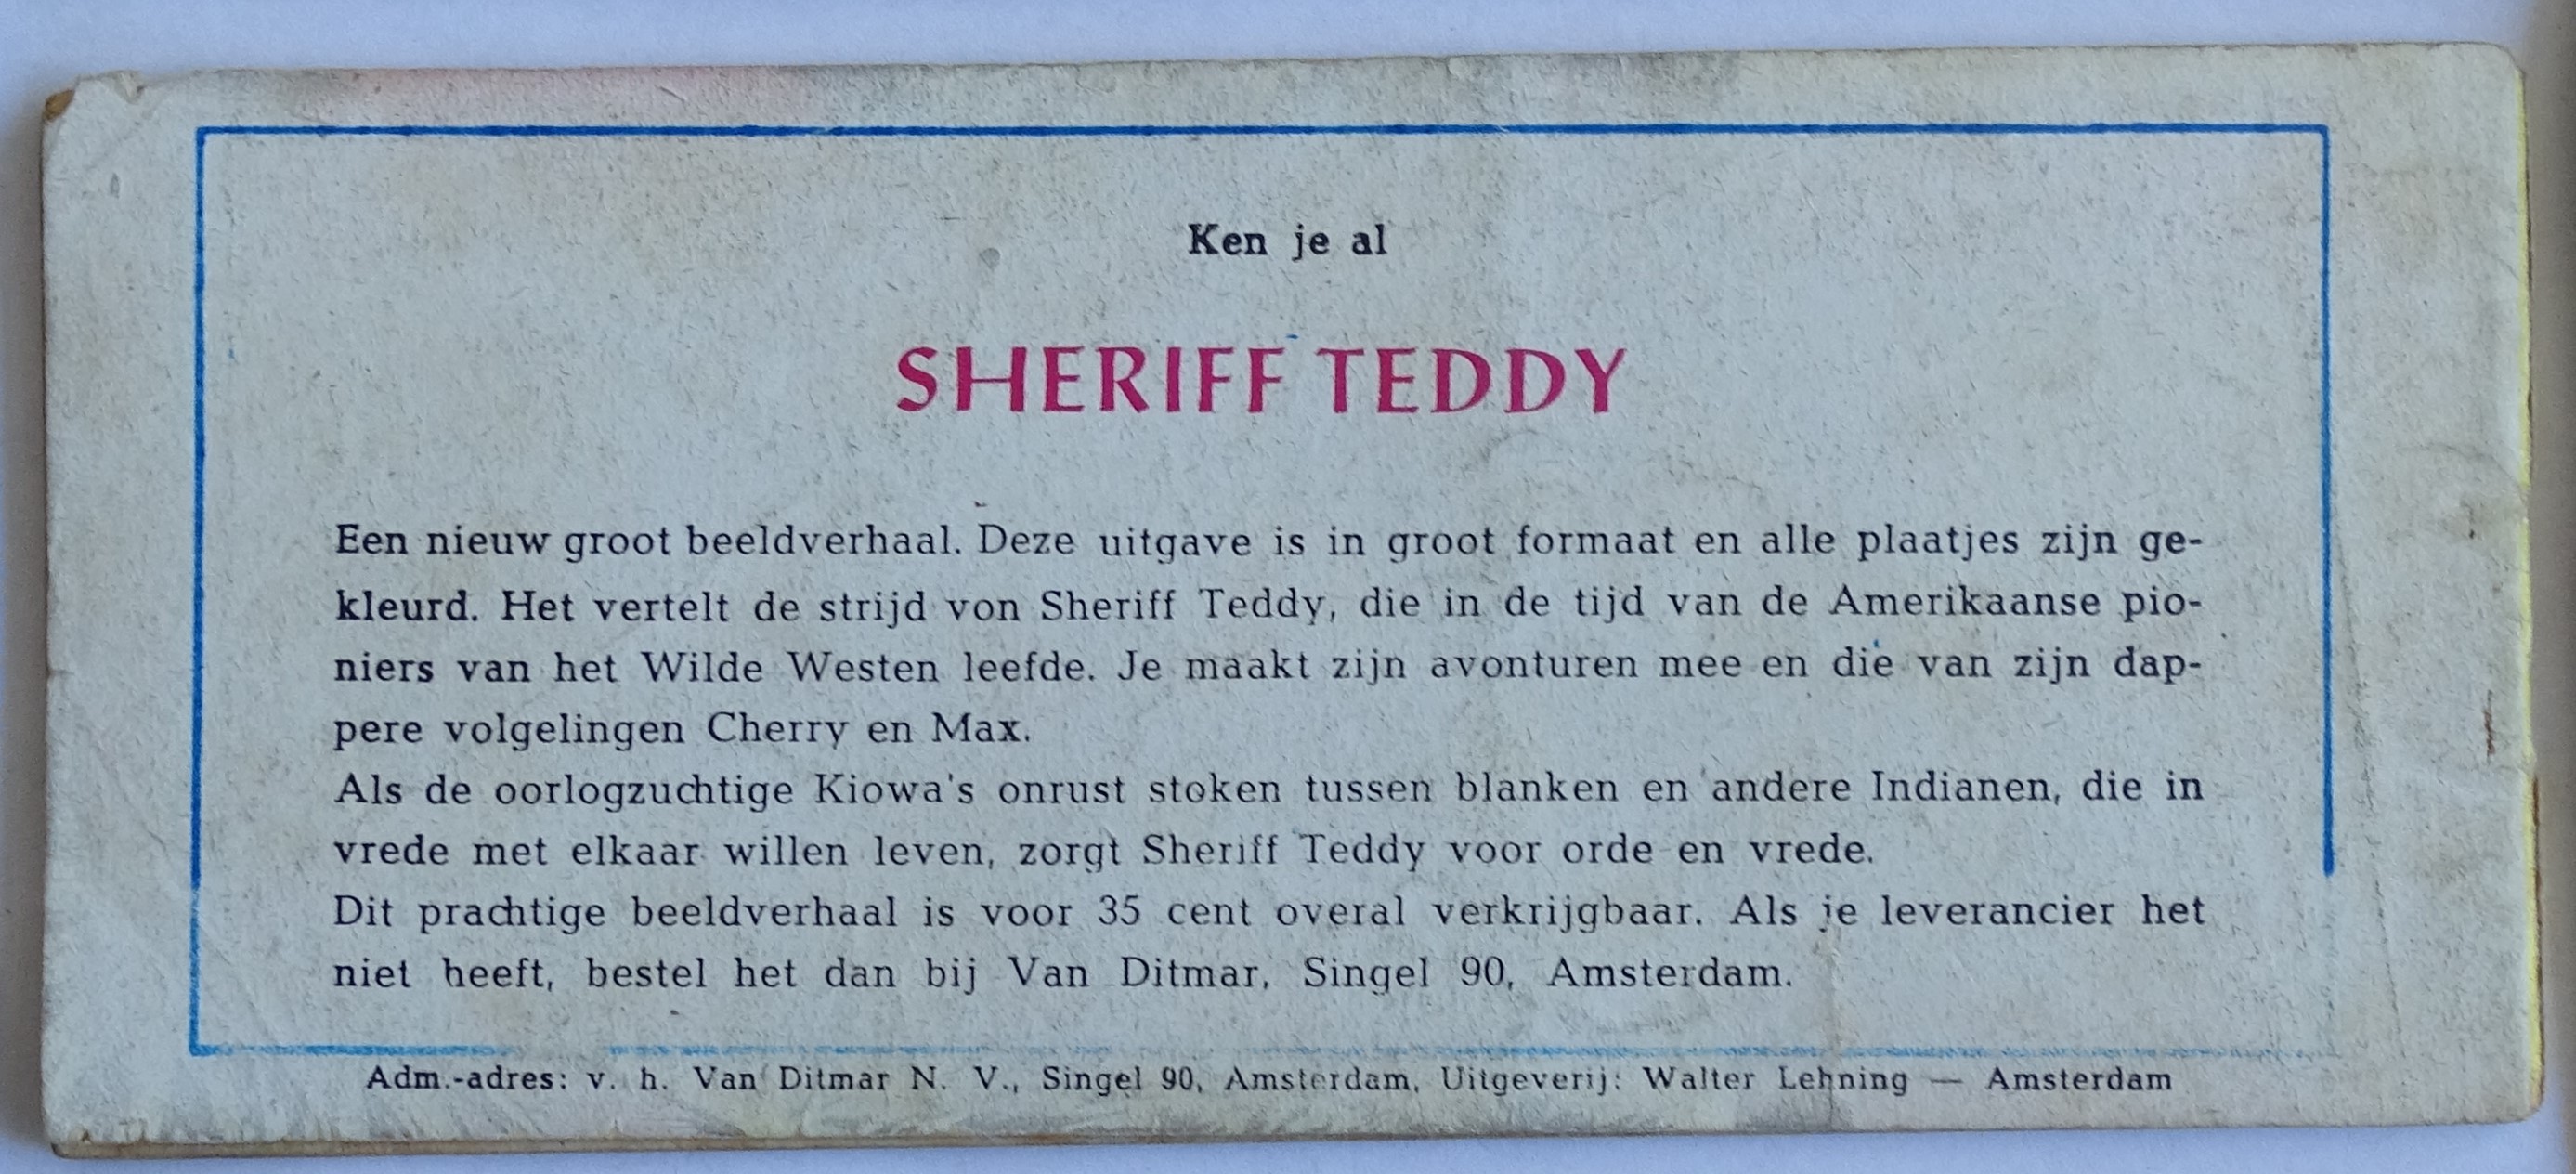 Ken je al
SHERIFF TEDDY
Een nieuw groot beeldverhaal. Deze uitgave is in groot formaat en alle plaatjes zijn ge-
kleurd. Het vertelt de strijd von Sheriff Teddy, die in de tijd van de Amerikaanse pio-
niers van het Wilde Westen leefde. Je maakt zijn avonturen mee en die van zijn dap-
pere volgelingen Cherry en Max.
Als de oorlogzuchtige Kiowa's onrust stoken tussen blanken en andere Indianen, die in
vrede met elkaar willen leven, zorgt Sheriff Teddy voor orde en vrede.
Dit prachtige beeldverhaal is voor 35 cent overal verkrijgbaar. Als je leverancier het
niet heeft, bestel het dan bij Van Ditmar, Singel 90, Amsterdam.
Adm.-adres: v. h. Van Ditmar N. V., Singel 90, Amsterdam, Uitgeverij: Walter Lehning — Amsterdam